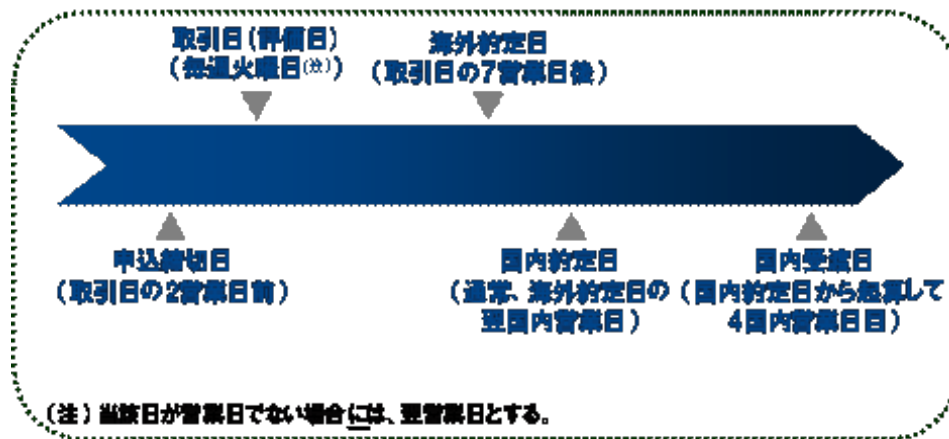 取引日(評価日)
(毎週火曜日(注))
海外約定日
(取引日の7営業日後)
申込締切日
(取引日の2営業日前)
国内約定日
(通常、海外約定日の
翌国内営業日)
国内受渡日
(国内約定日から起算して
4国内営業日目)
(注)当該日が営業日でない場合には、翌営業日とする。